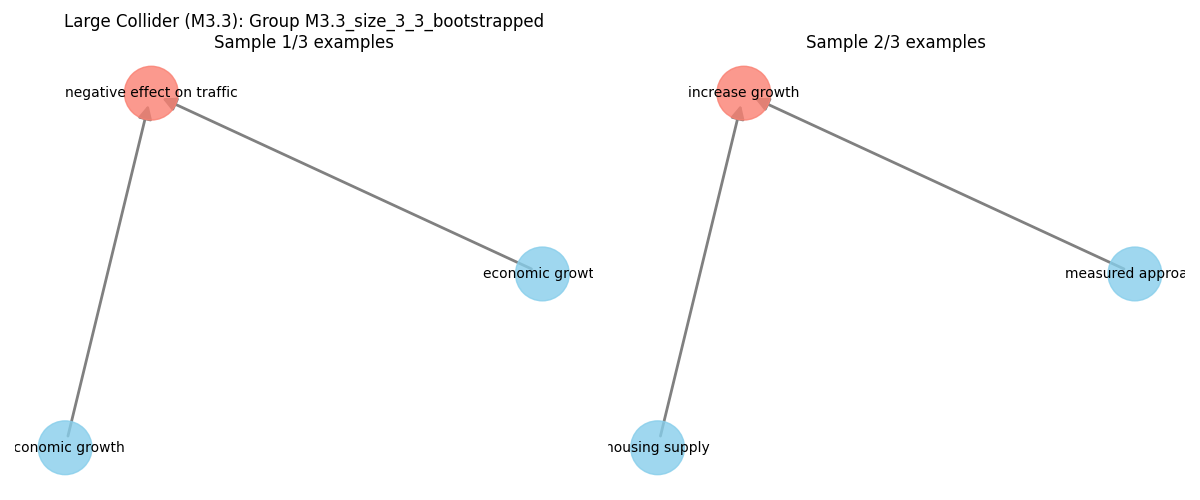 Large Collider (M3.3): Group M3.3_size_3_3_bootstrapped
Sample 1/3 examples
Sample 2/3 examples
negative effect on traffic
increase growth
economic growt
measured approa
conomic growth
housing supply